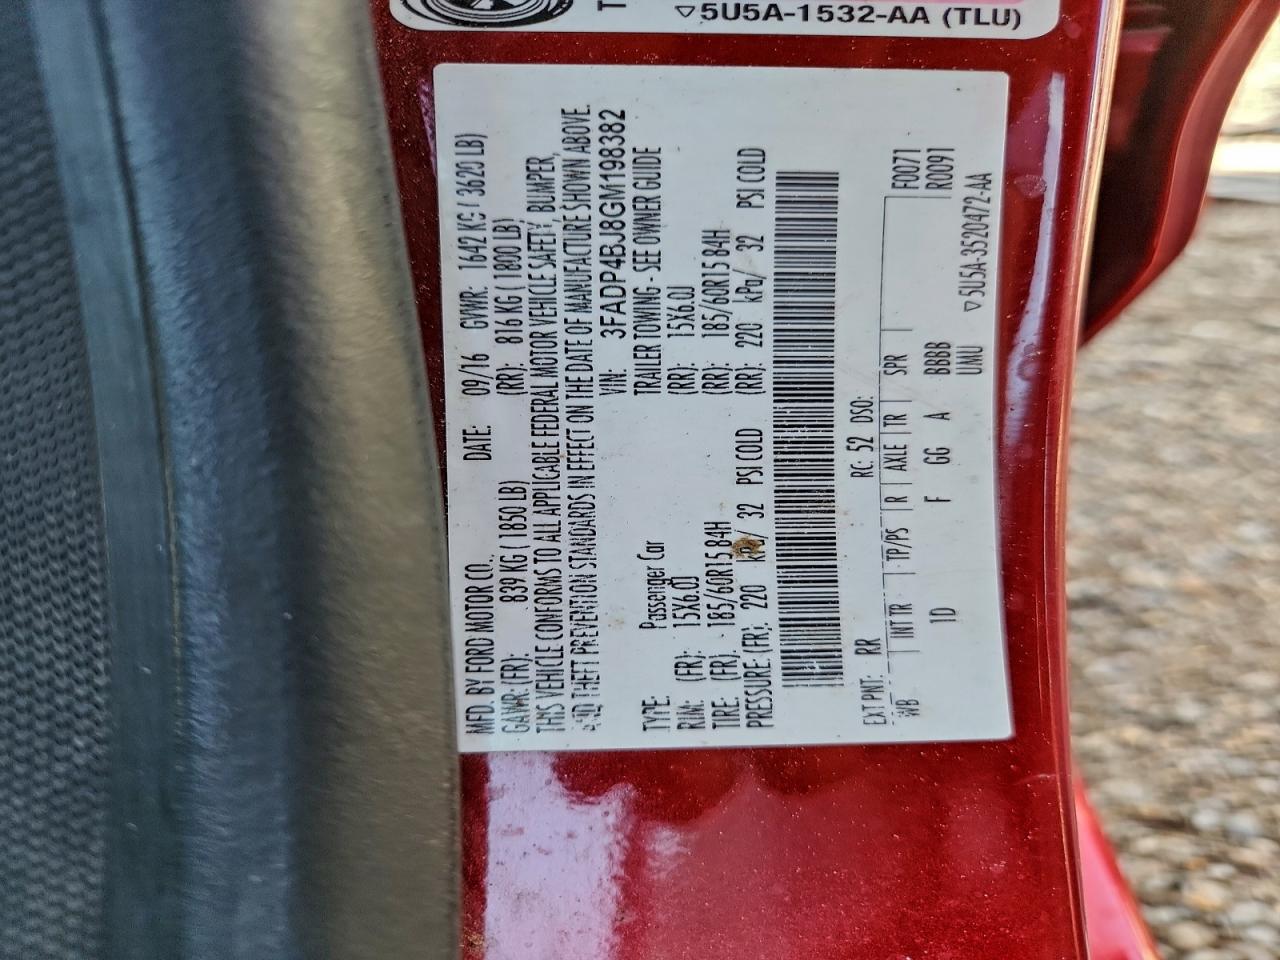 5U5A-1532-AA (TLU)
MFD. BY FORD MOTOR CO. DATE: 09/16 GVWR: 1642 KG ( 3620 LB)
GAWR: (FR): 839 KG ( 1850 LB) (RR): 816 KG ( 1800 LB)
THIS VEHICLE CONFORMS TO ALL APPLICABLE FEDERAL MOTOR VEHICLE SAFETY, BUMPER,
AND THEFT PREVENTION STANDARDS IN EFFECT ON THE DATE OF MANUFACTURE SHOWN ABOVE.
VIN: 3FADP4BJ8GM198382
TYPE: Passenger Car TRAILER TOWING - SEE OWNER GUIDE
RIM: (FR): 15X6.0J (RR): 15X6.0J
TIRE: (FR): 185/60R15 84H (RR): 185/60R15 84H
PRESSURE: (FR): 220 kPa/ 32 PSI COLD (RR): 220 kPa/ 32 PSI COLD
EXT PNT: RR RC: 52 DSO: F0071
WB INT TR TP/PS R AXLE TR SPR R0091
1D F GG A BBBB
UMU 5U5A-3520472-AA